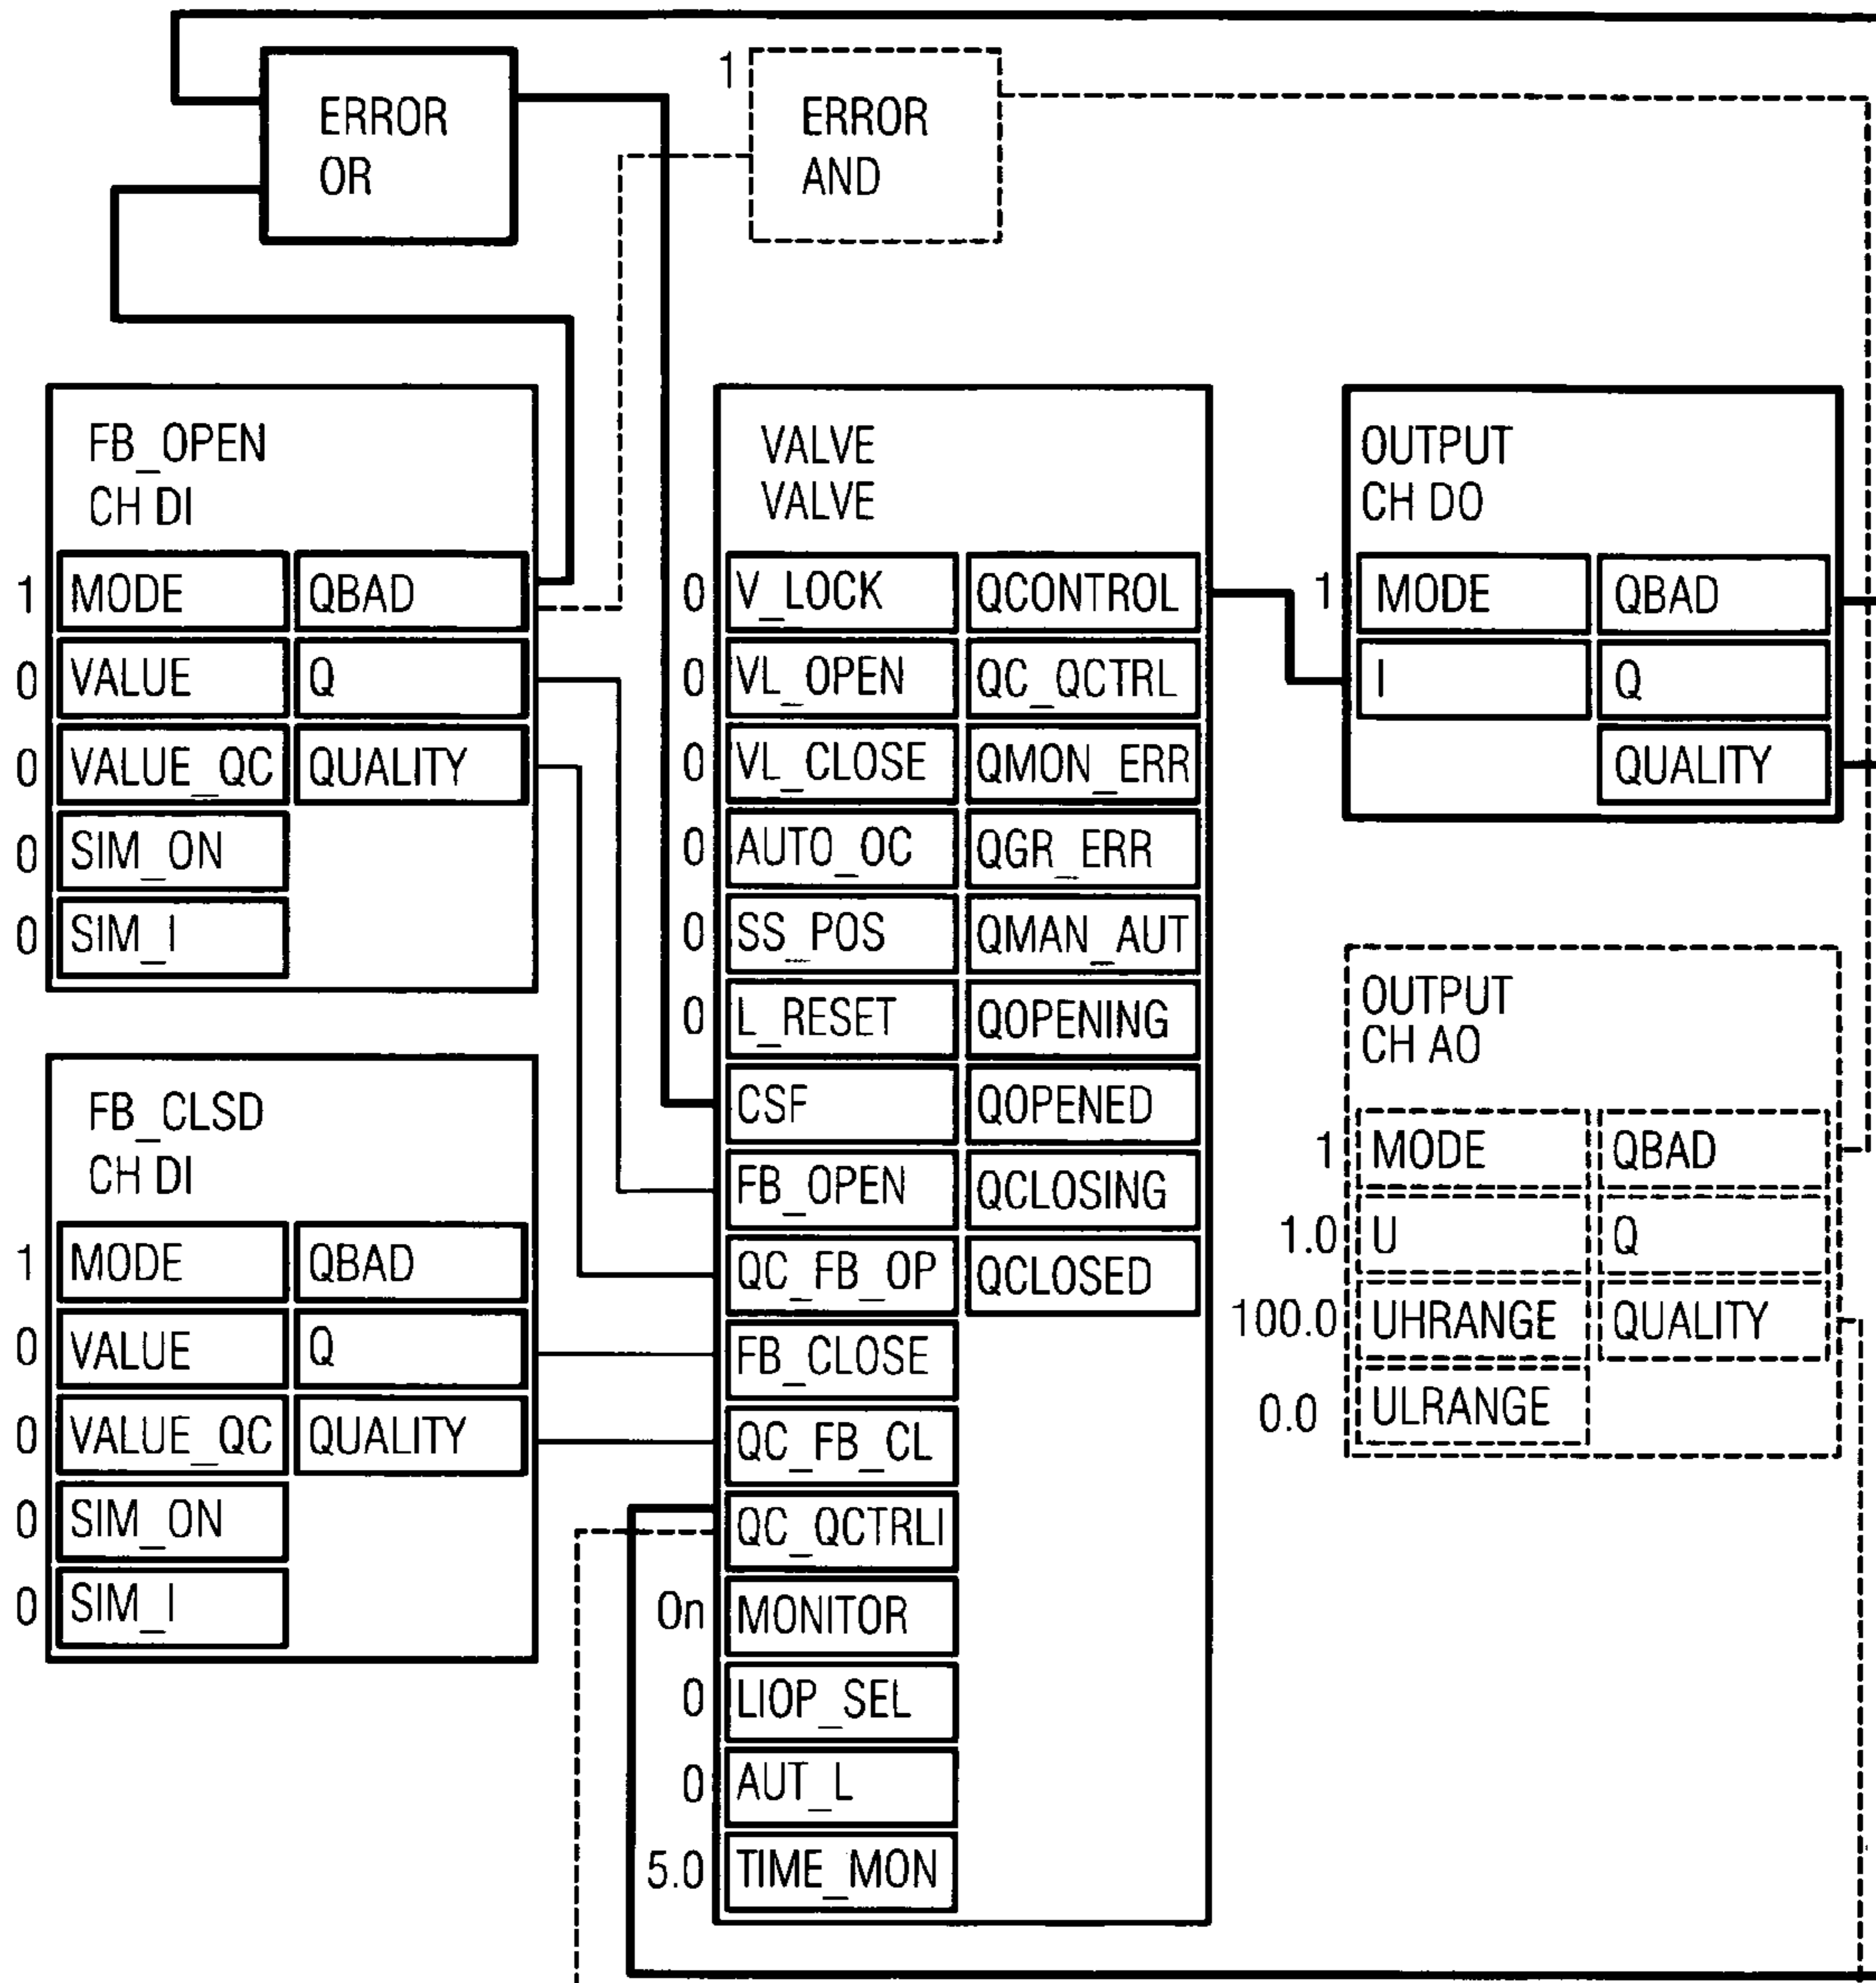 ERROR
OR
1
ERROR
AND
FB_OPEN
CH DI
1 MODE QBAD
0 VALUE Q
0 VALUE_QC QUALITY
0 SIM_ON
0 SIM_I
FB_CLSD
CH DI
1 MODE QBAD
0 VALUE Q
0 VALUE_QC QUALITY
0 SIM_ON
0 SIM_I
VALVE
VALVE
0 V_LOCK QCONTROL
0 VL_OPEN QC_QCTRL
0 VL_CLOSE QMON_ERR
0 AUTO_OC QGR_ERR
0 SS_POS QMAN_AUT
0 L_RESET QOPENING
CSF QOPENED
FB_OPEN QCLOSING
QC_FB_OP QCLOSED
FB_CLOSE
QC_FB_CL
QC_QCTRLI
On MONITOR
0 LIOP_SEL
0 AUT_L
5.0 TIME_MON
OUTPUT
CH DO
1 MODE QBAD
I Q
QUALITY
OUTPUT
CH AO
1 MODE QBAD
1.0 U Q
100.0 UHRANGE QUALITY
0.0 ULRANGE